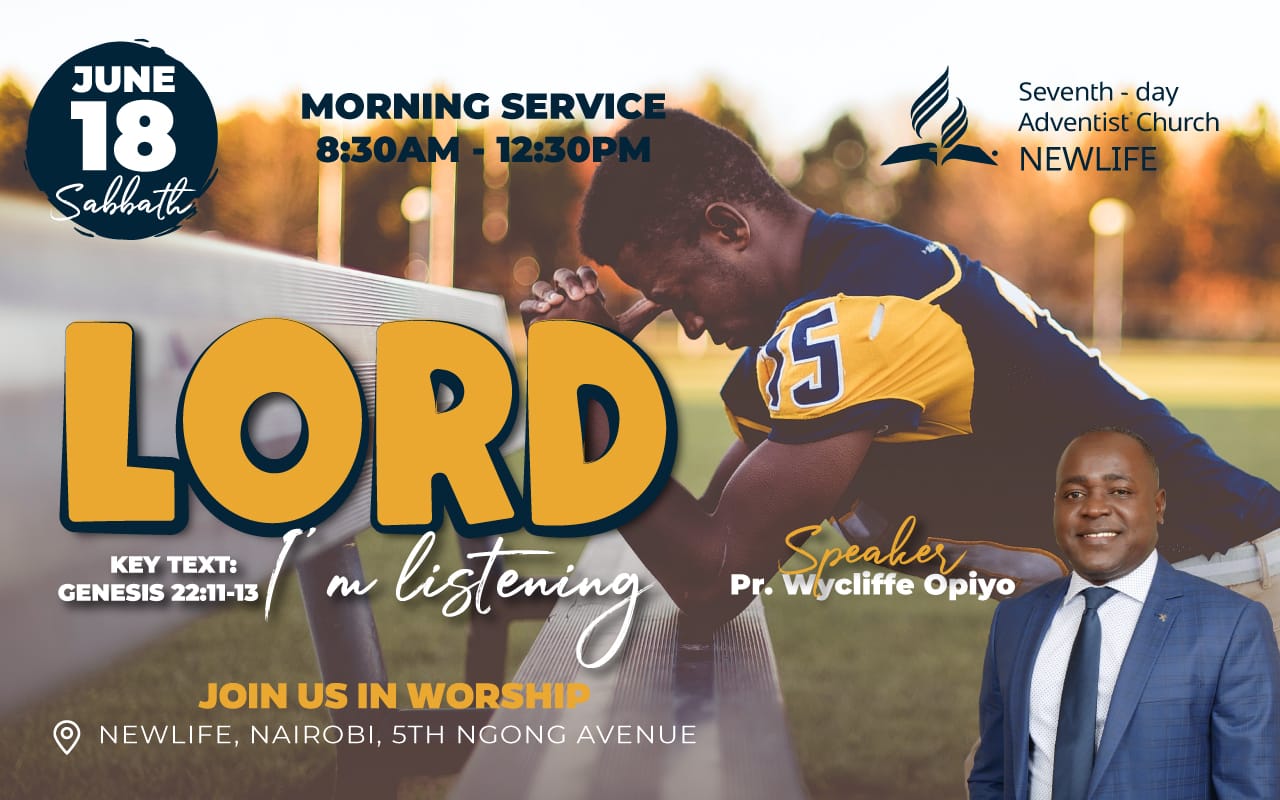 JUNE
18
Sabbath
MORNING SERVICE
8:30AM - 12:30PM
Seventh - day
Adventist® Church
NEWLIFE
15
LORD
I'm listening
KEY TEXT:
GENESIS 22:11-13
Speaker
Pr. Wycliffe Opiyo
JOIN US IN WORSHIP
NEWLIFE, NAIROBI, 5TH NGONG AVENUE